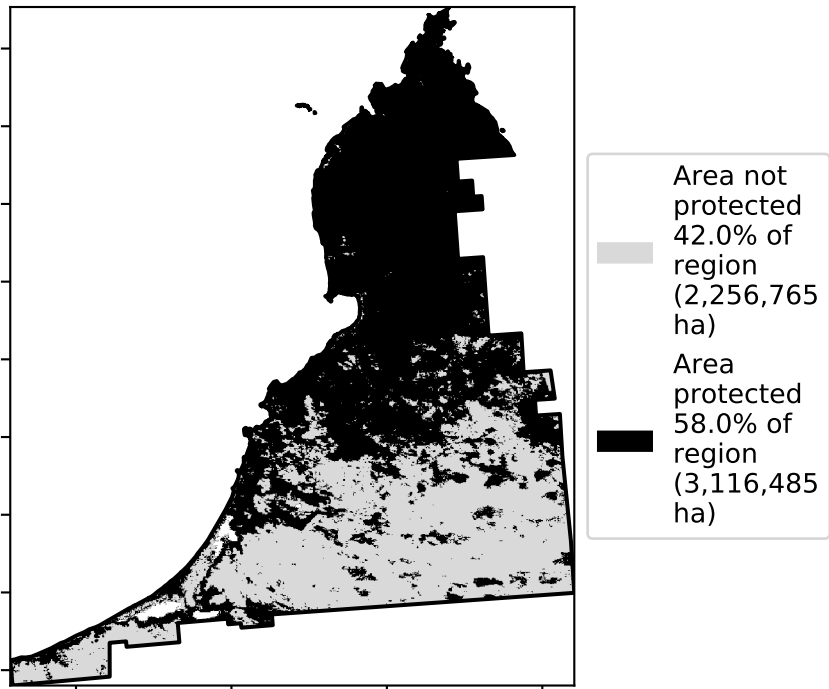 Area not
protected
42.0% of
region
(2,256,765
ha)
Area
protected
58.0% of
region
(3,116,485
ha)